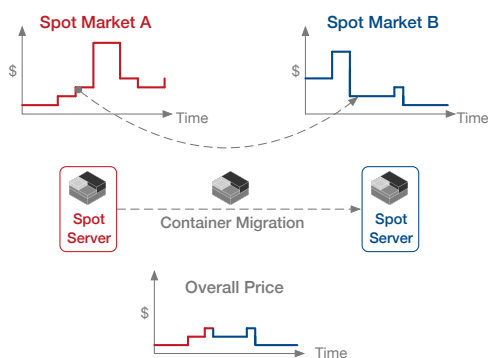 Spot Market A
Spot Market B
$
$
Time
Time
Spot
Server
Container Migration
Spot
Server
Overall Price
$
Time